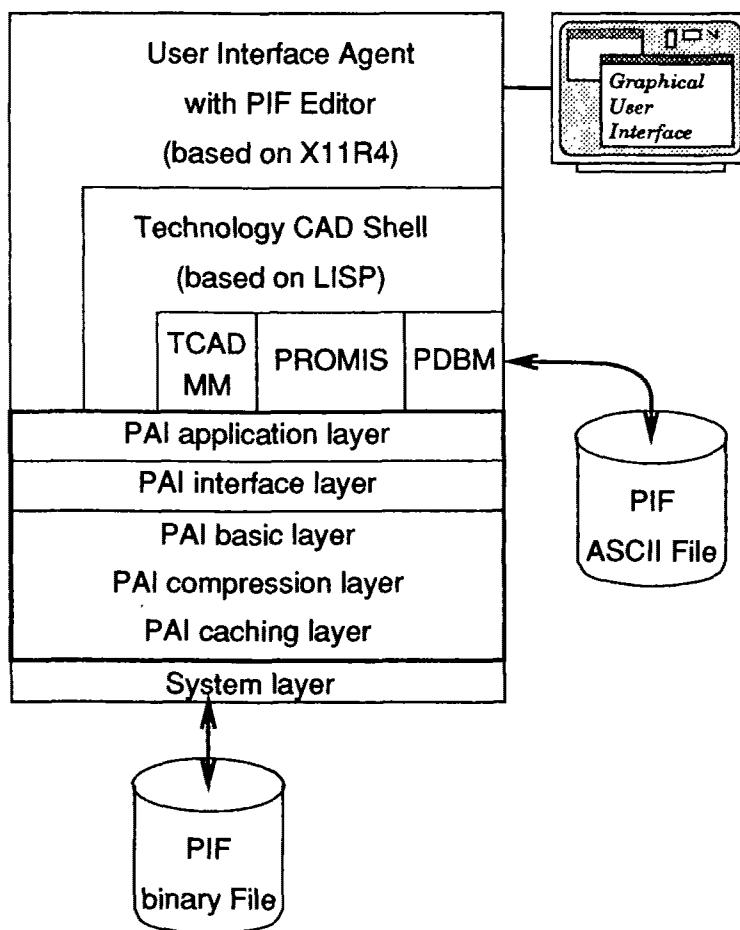 User Interface Agent
with PIF Editor
(based on X11R4)
Graphical
User
Interface
Technology CAD Shell
(based on LISP)
TCAD
MM
PROMIS
PDBM
PAI application layer
PAI interface layer
PAI basic layer
PAI compression layer
PAI caching layer
System layer
PIF
ASCII File
PIF
binary File